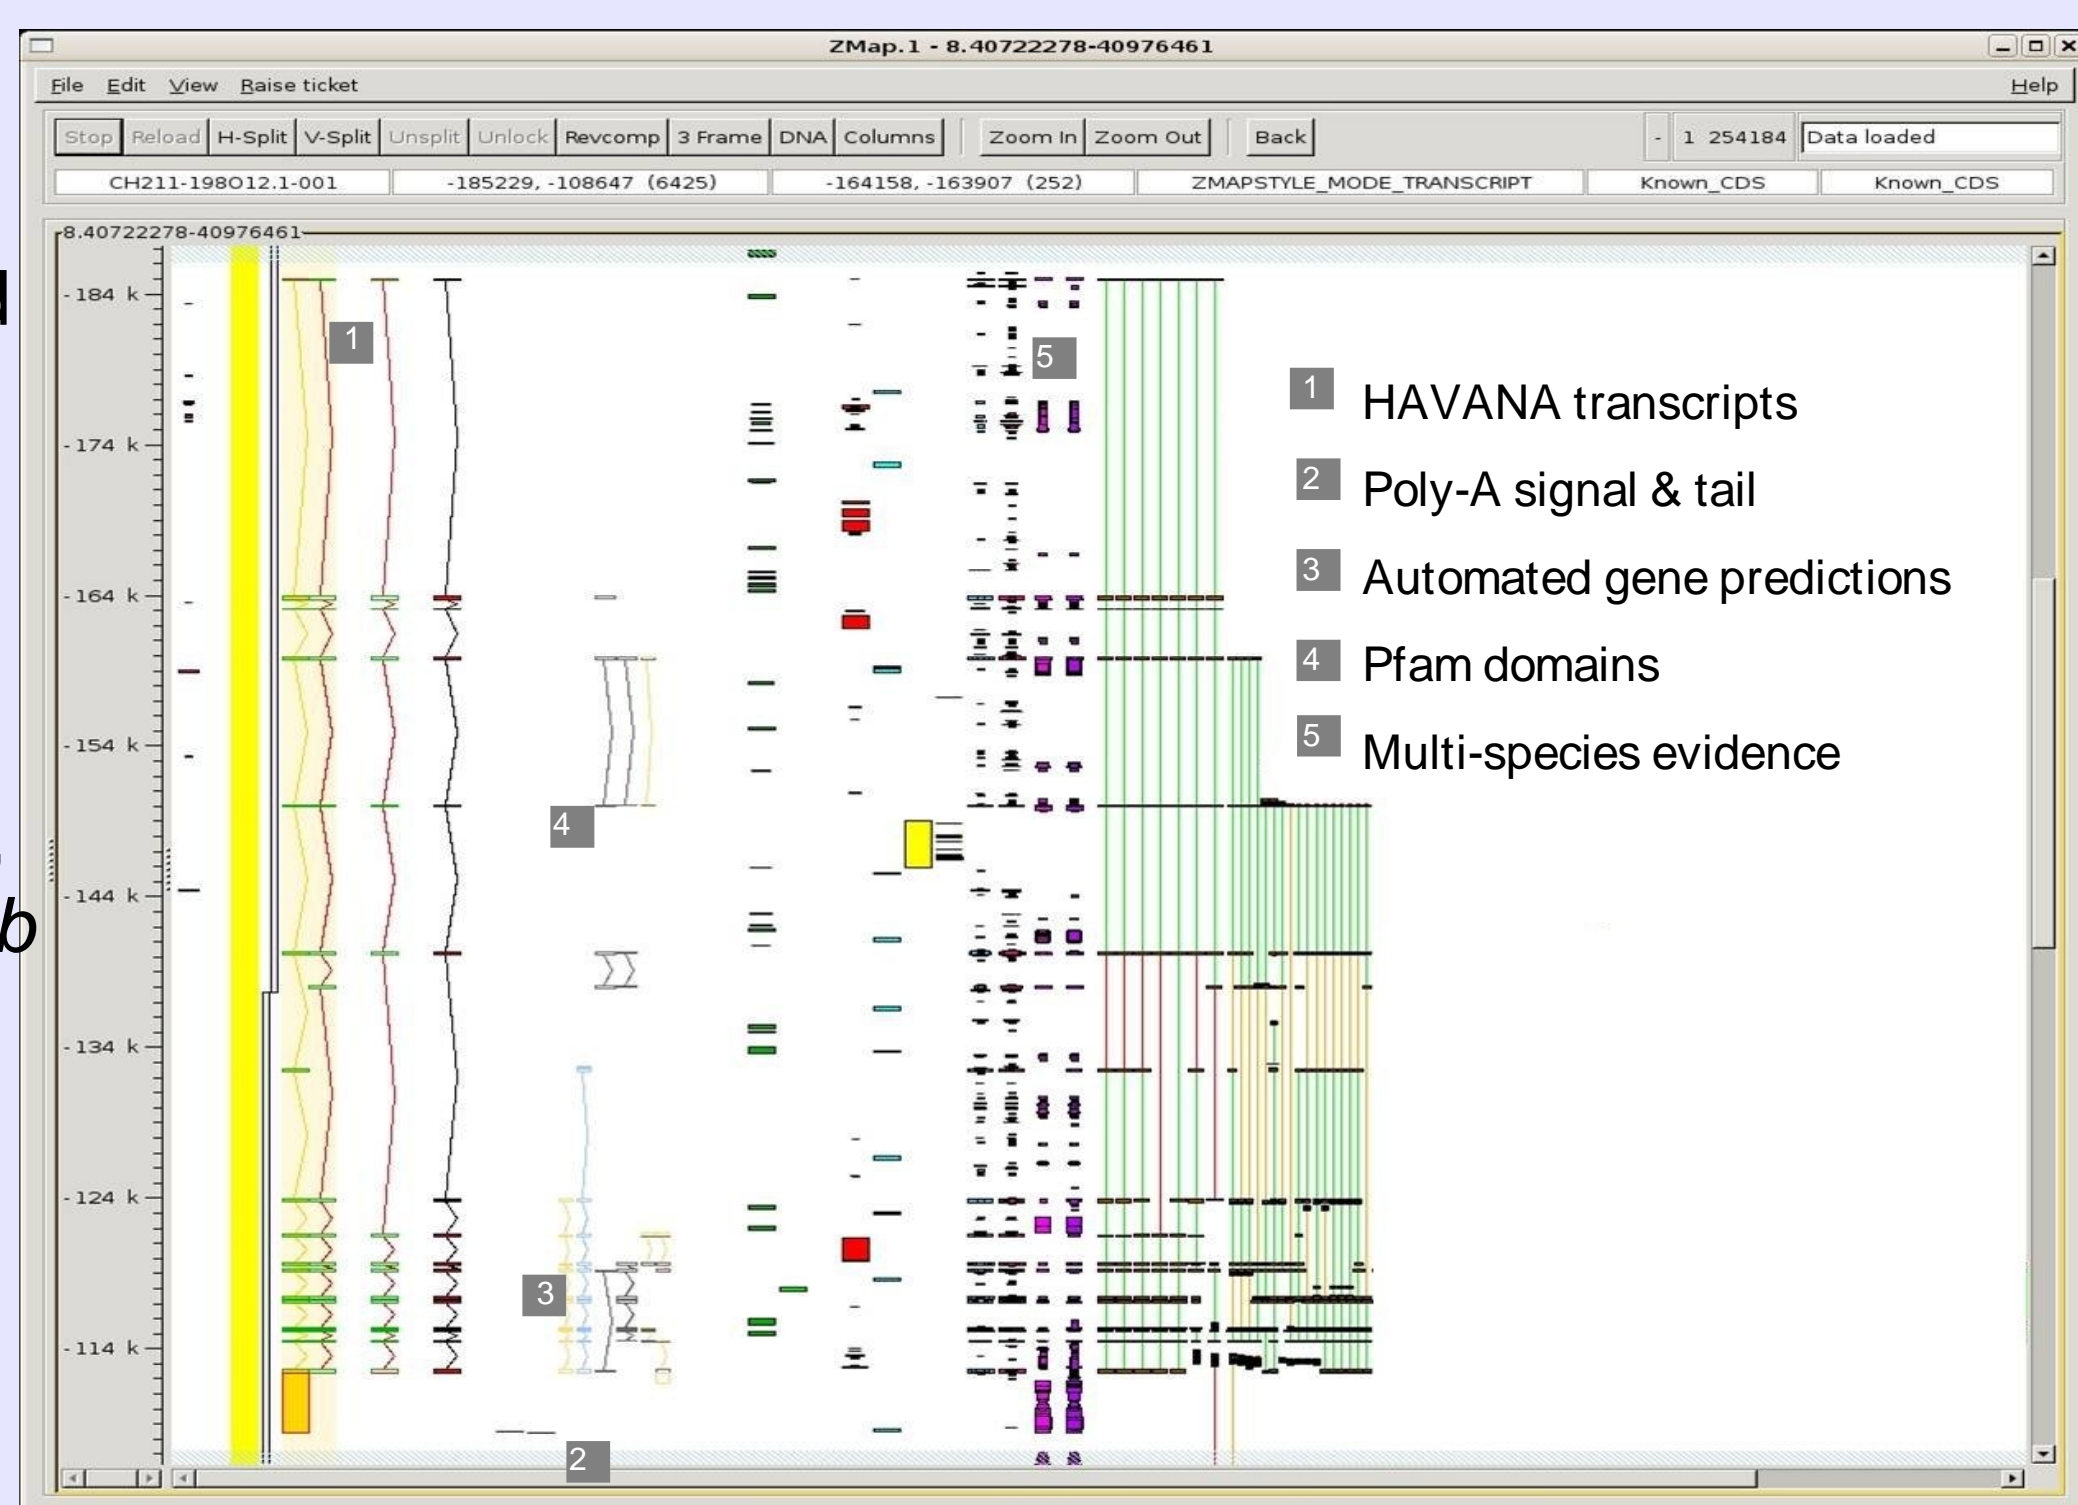 ZMap.1 - 8.40722278-40976461
File Edit View Raise ticket Help
Stop Reload H-Split V-Split Unsplit Unlock Revcomp 3 Frame DNA Columns Zoom In Zoom Out Back - 1 254184 Data loaded
CH211-198O12.1-001 -185229, -108647 (6425) -164158, -163907 (252) ZMAPSTYLE_MODE_TRANSCRIPT Known_CDS Known_CDS
8.40722278-40976461
-184 k
1
5
1 HAVANA transcripts
-174 k
2 Poly-A signal & tail
3 Automated gene predictions
-164 k
4 Pfam domains
5 Multi-species evidence
-154 k
4
-144 k
b
-134 k
-124 k
3
-114 k
2